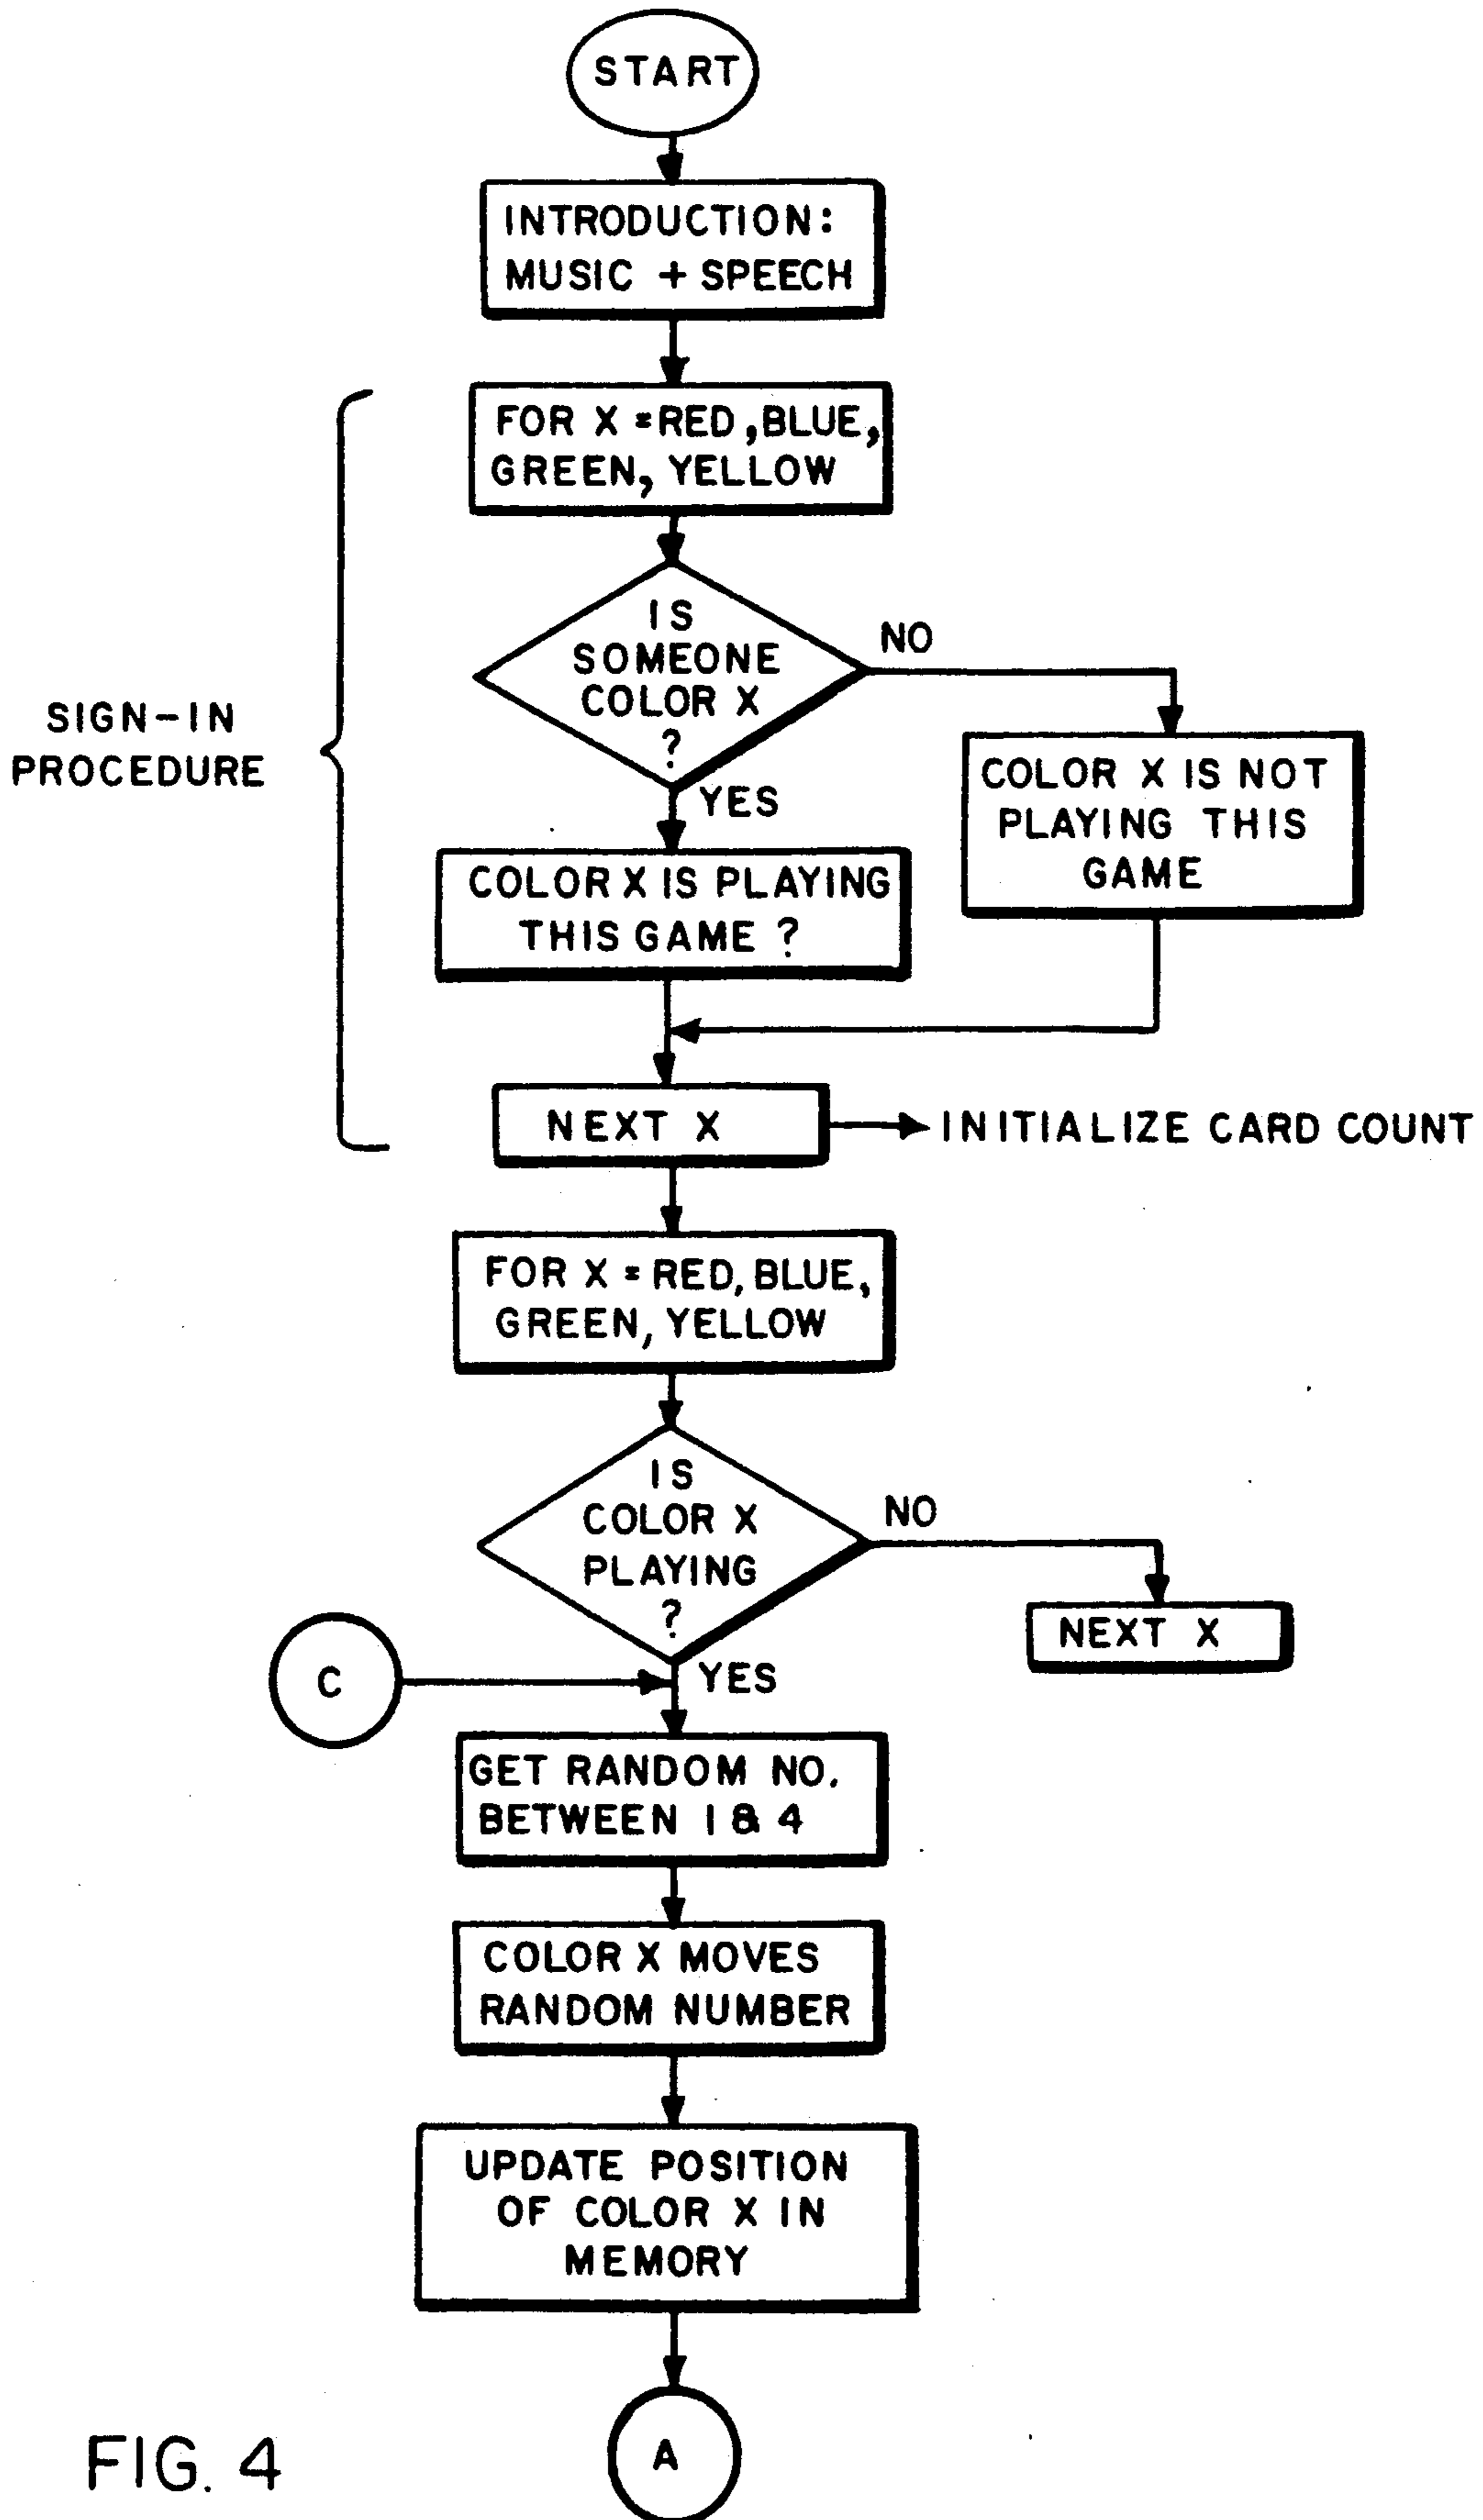 START
INTRODUCTION:
MUSIC + SPEECH
FOR X = RED, BLUE,
GREEN, YELLOW
IS
SOMEONE
COLOR X
?
NO
YES
SIGN-IN
PROCEDURE
COLOR X IS NOT
PLAYING THIS
GAME
COLOR X IS PLAYING
THIS GAME ?
NEXT X
INITIALIZE CARD COUNT
FOR X = RED, BLUE,
GREEN, YELLOW
IS
COLOR X
PLAYING
?
NO
NEXT X
C
YES
GET RANDOM NO.
BETWEEN 1 & 4
COLOR X MOVES
RANDOM NUMBER
UPDATE POSITION
OF COLOR X IN
MEMORY
A
FIG. 4